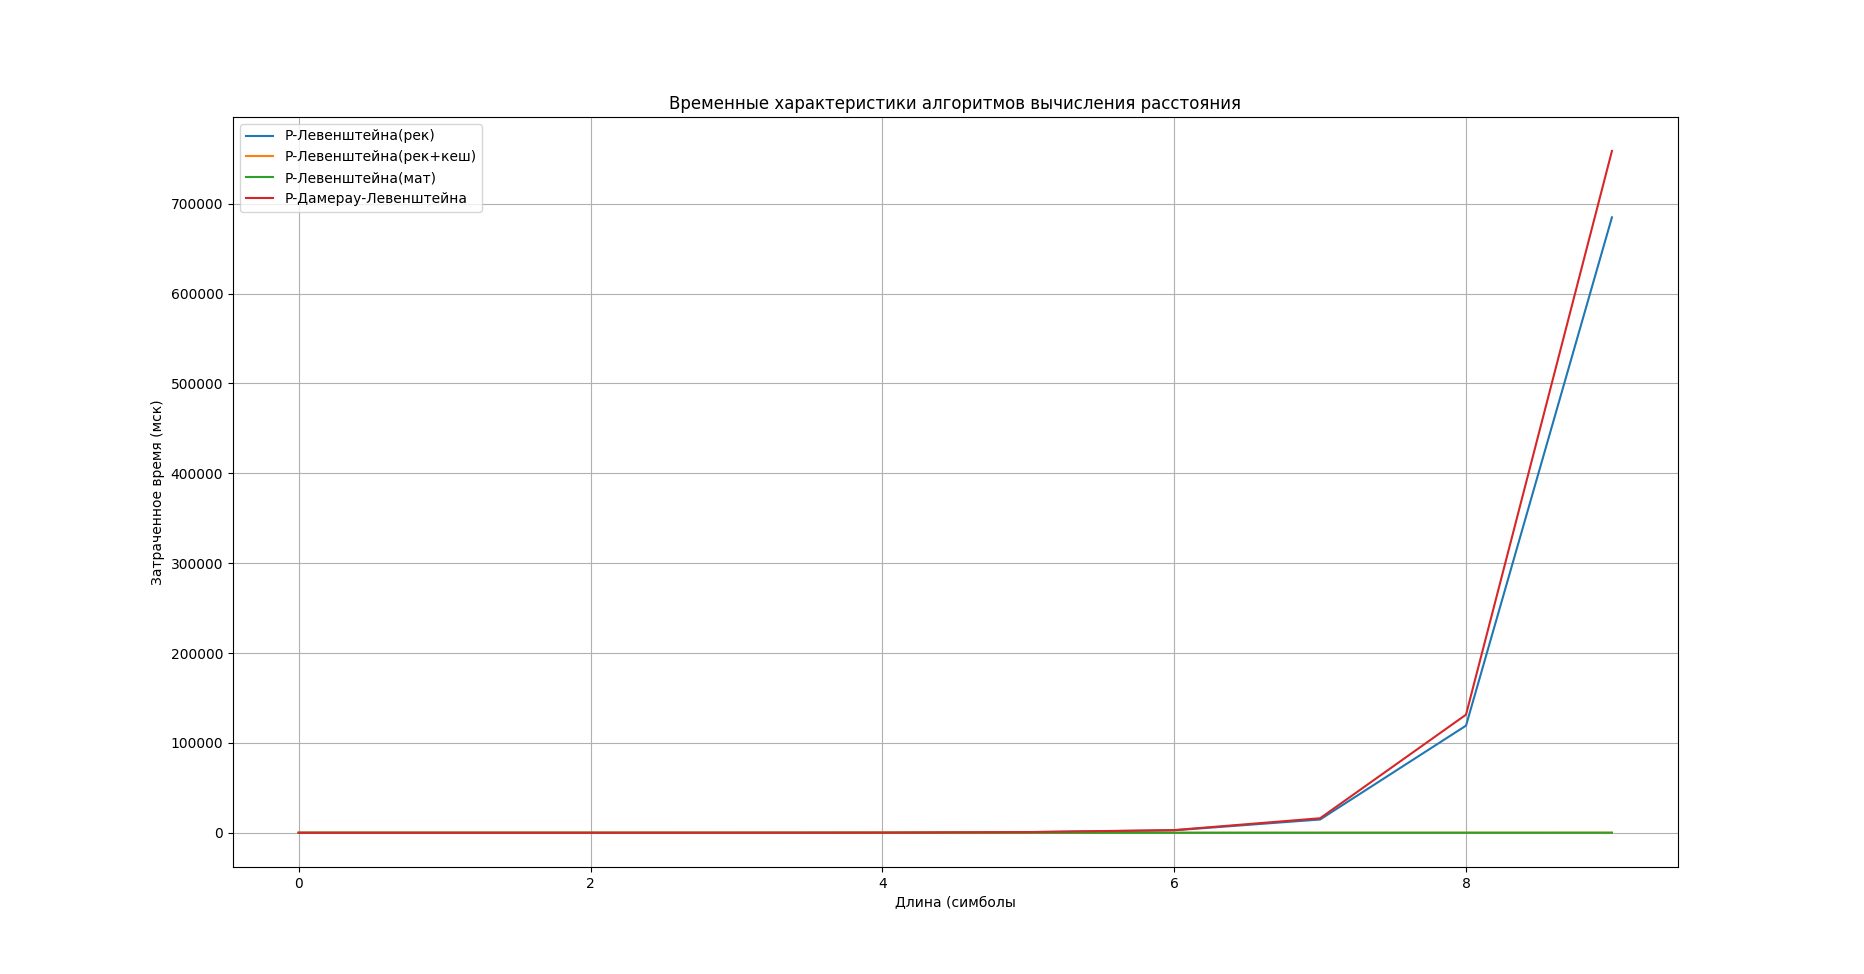 Временные характеристики алгоритмов вычисления расстояния
Р-Левенштейна(рек)
Р-Левенштейна(рек+кеш)
Р-Левенштейна(мат)
Р-Дамерау-Левенштейна
700000
600000
500000
400000
300000
200000
100000
0
Затраченное время (мск)
0 2 4 6 8
Длина (символы